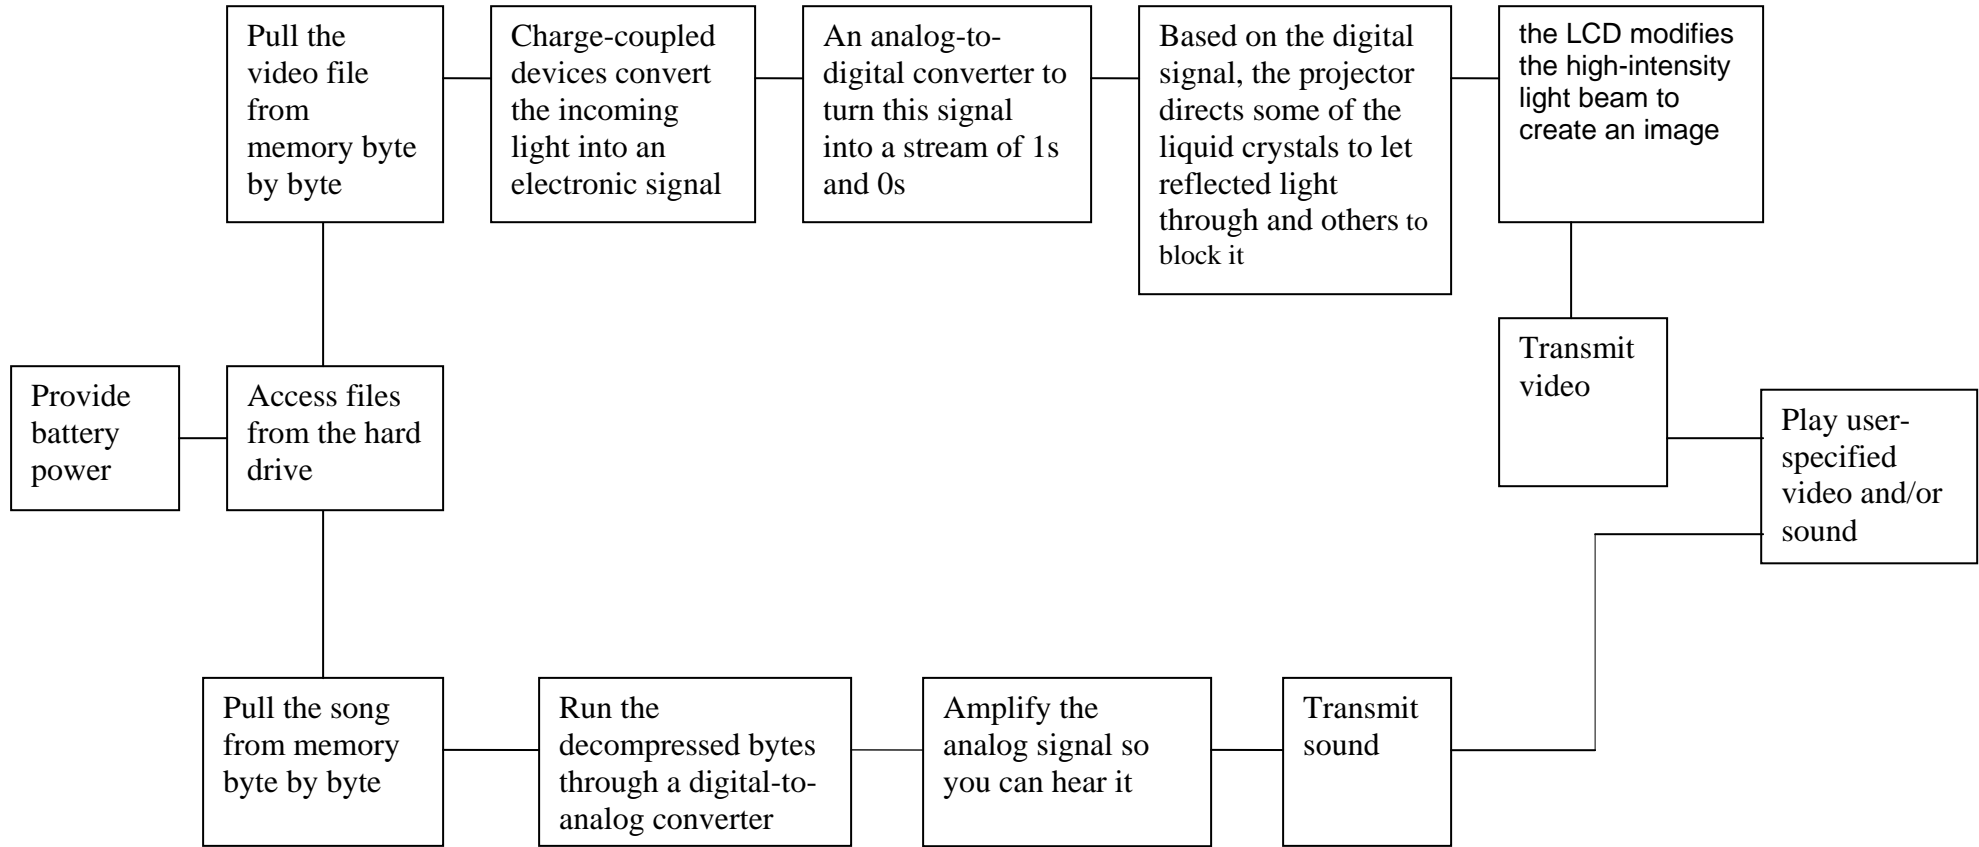 Pull the
video file
from
memory byte
by byte
Charge-coupled
devices convert
the incoming
light into an
electronic signal
An analog-to-
digital converter to
turn this signal
into a stream of 1s
and 0s
Based on the digital
signal, the projector
directs some of the
liquid crystals to let
reflected light
through and others to
block it
the LCD modifies
the high-intensity
light beam to
create an image
Provide
battery
power
Access files
from the hard
drive
Transmit
video
Play user-
specified
video and/or
sound
Pull the song
from memory
byte by byte
Run the
decompressed bytes
through a digital-to-
analog converter
Amplify the
analog signal so
you can hear it
Transmit
sound